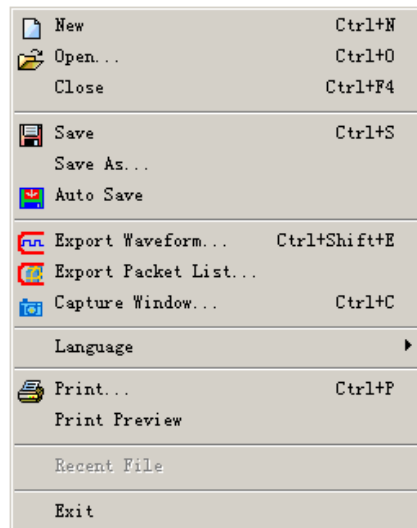 New Ctrl+N
Open... Ctrl+O
Close Ctrl+F4
Save Ctrl+S
Save As...
Auto Save
Export Waveform... Ctrl+Shift+E
Export Packet List...
Capture Window... Ctrl+C
Language
Print... Ctrl+P
Print Preview
Recent File
Exit